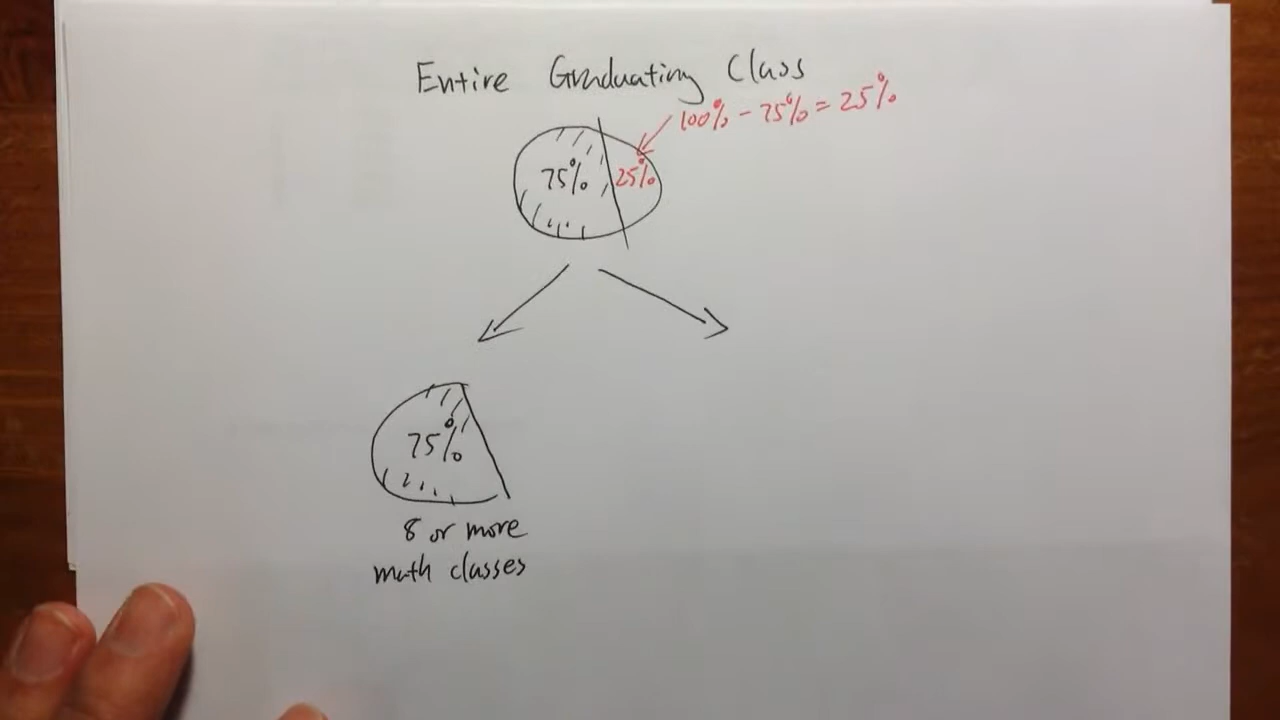 Entire Graduating Class
100% - 75% = 25%
75% 25%
75%
8 or more
math classes